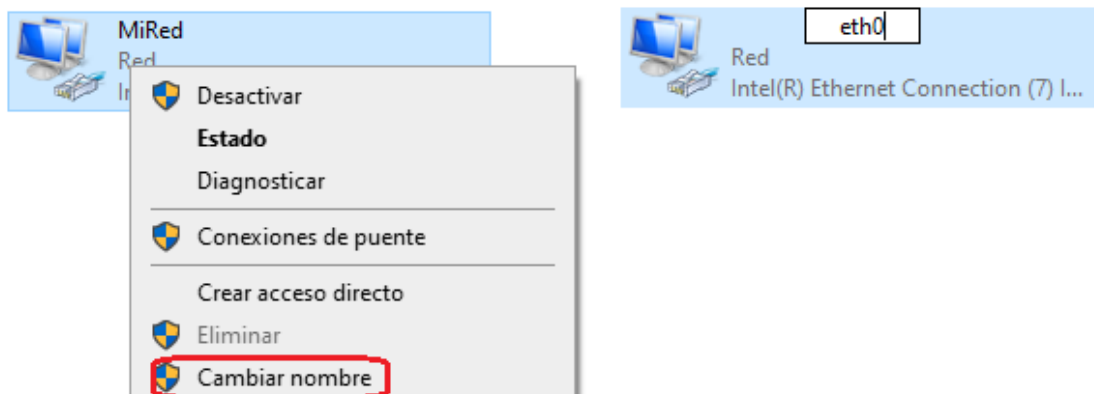 MiRed
Red
Desactivar
Estado
Diagnosticar
Conexiones de puente
Crear acceso directo
Eliminar
Cambiar nombre
eth0
Red
Intel(R) Ethernet Connection (7) I...